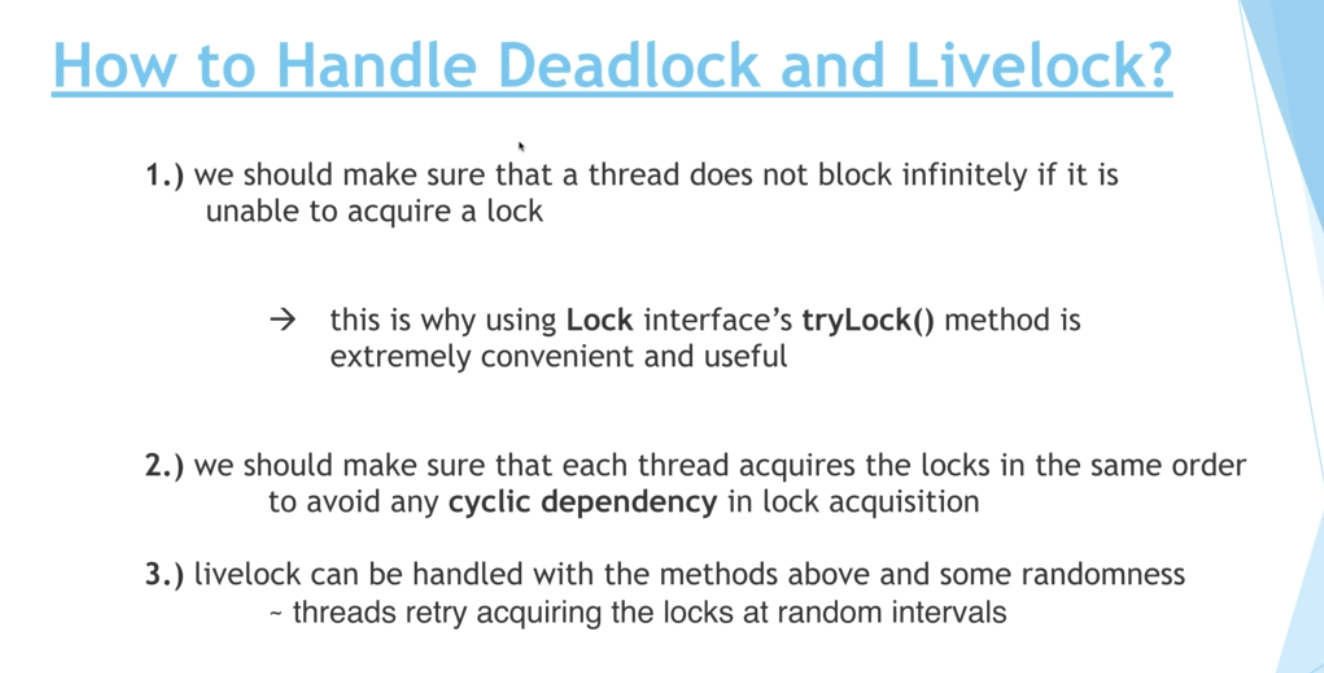 How to Handle Deadlock and Livelock?
1.) we should make sure that a thread does not block infinitely if it is
unable to acquire a lock
→ this is why using Lock interface’s tryLock() method is
extremely convenient and useful
2.) we should make sure that each thread acquires the locks in the same order
to avoid any cyclic dependency in lock acquisition
3.) livelock can be handled with the methods above and some randomness
~ threads retry acquiring the locks at random intervals